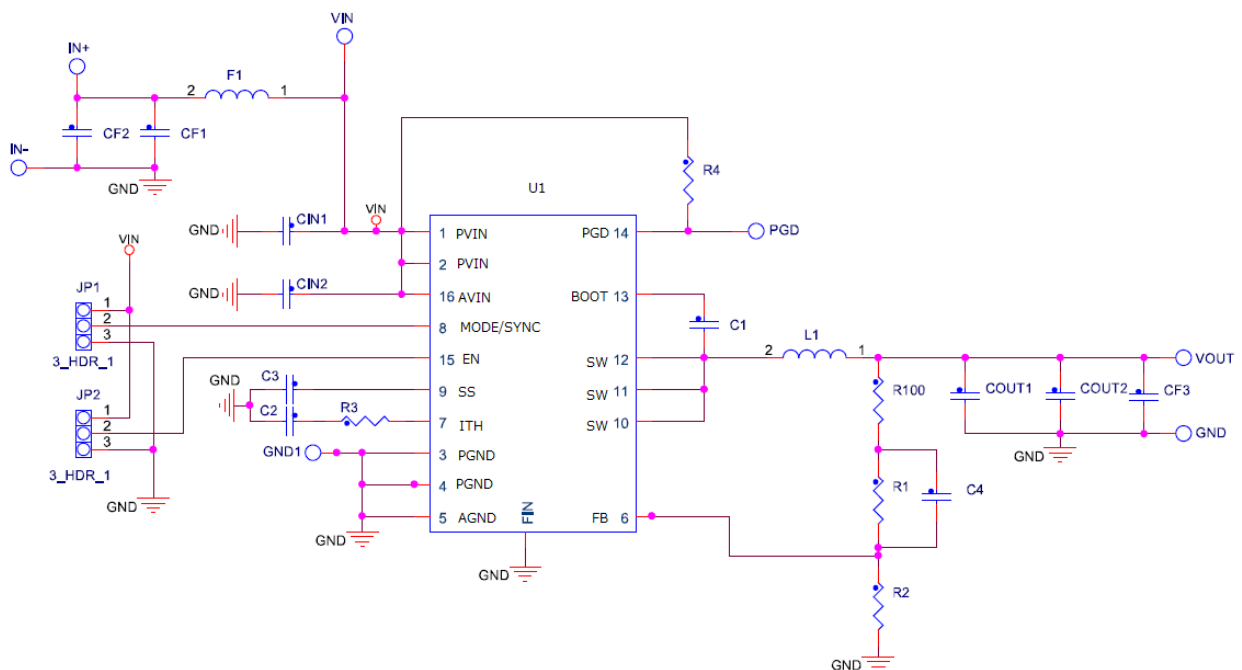 VIN
IN+
F1
2 1
CF2 CF1
IN-
GND
R4
U1
GND CIN1 VIN
1 PVIN PGD 14 PGD
2 PVIN
VIN
GND CIN2
16 AVIN BOOT 13
JP1
1
2
3
3_HDR_1
8 MODE/SYNC
C1
L1
2 1
15 EN SW 12 VOUT
GND C3
9 SS SW 11
R100 COUT1 COUT2 CF3
JP2
1
2
3
3_HDR_1
C2 R3
7 ITH SW 10 GND
GND1
3 PGND
GND
4 PGND
R1 C4
GND
5 AGND FIN FB 6
GND
GND
R2
GND